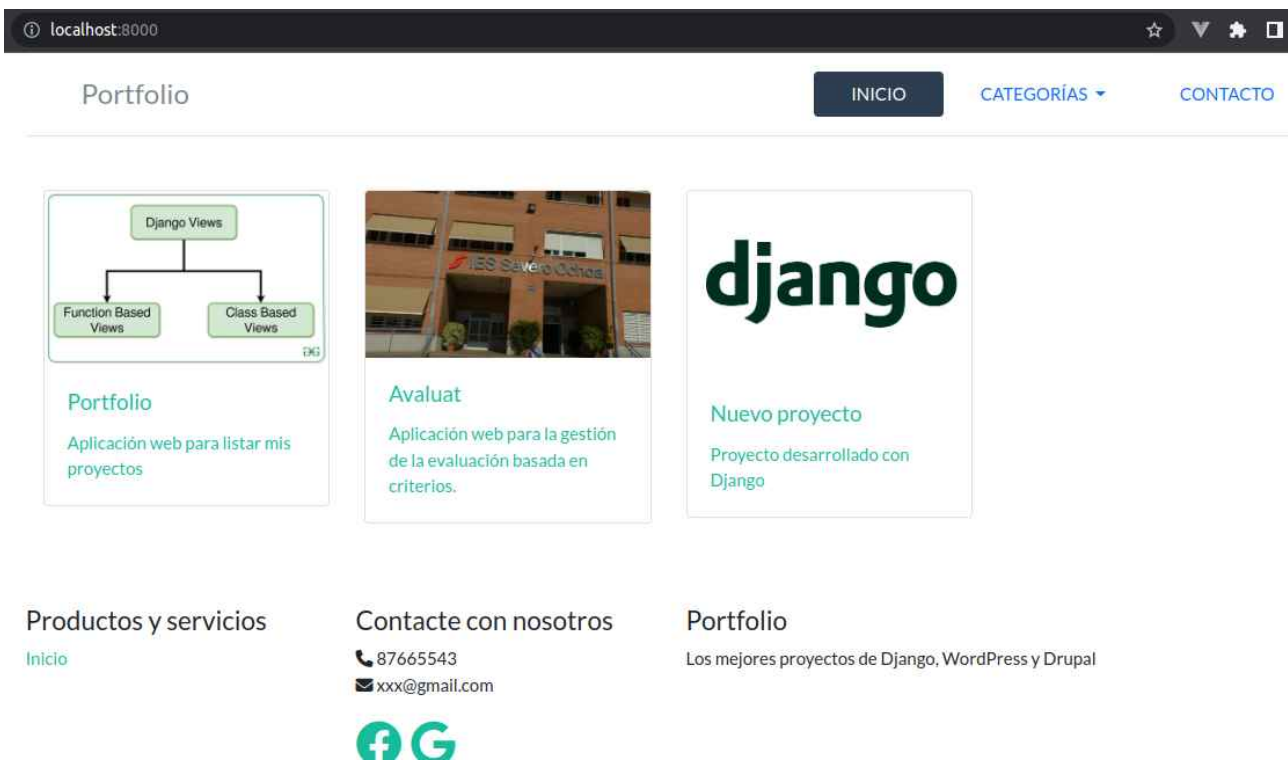 localhost:8000
Portfolio
INICIO
CATEGORÍAS
CONTACTO
Django Views
Function Based
Views
Class Based
Views
Portfolio
Aplicación web para listar mis
proyectos
IES Severo Ochoa
Avaluat
Aplicación web para la gestión
de la evaluación basada en
criterios.
django
Nuevo proyecto
Proyecto desarrollado con
Django
Productos y servicios
Inicio
Contacte con nosotros
87665543
xxx@gmail.com
Portfolio
Los mejores proyectos de Django, WordPress y Drupal